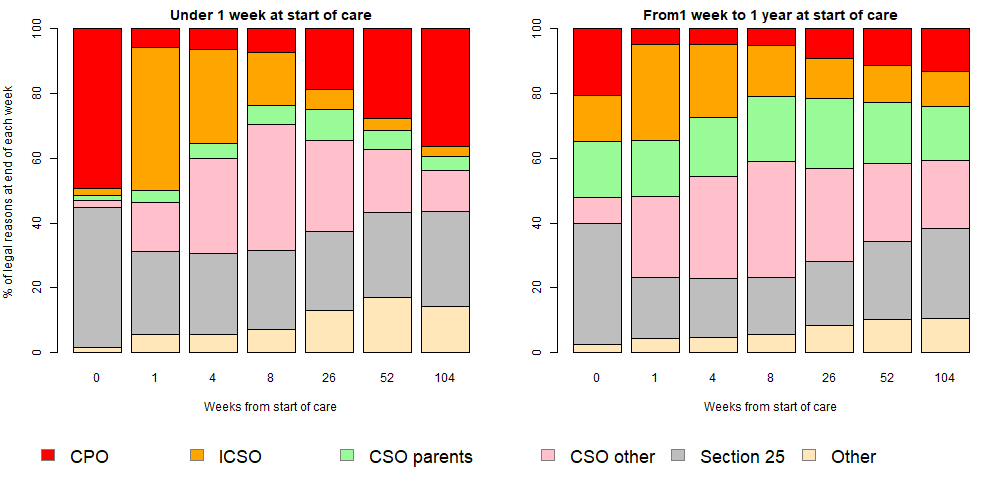 Under 1 week at start of care
From1 week to 1 year at start of care
% of legal reasons at end of each week
0 20 40 60 80 100
0 20 40 60 80 100
0 1 4 8 26 52 104
0 1 4 8 26 52 104
Weeks from start of care
Weeks from start of care
CPO ICSO CSO parents CSO other Section 25 Other